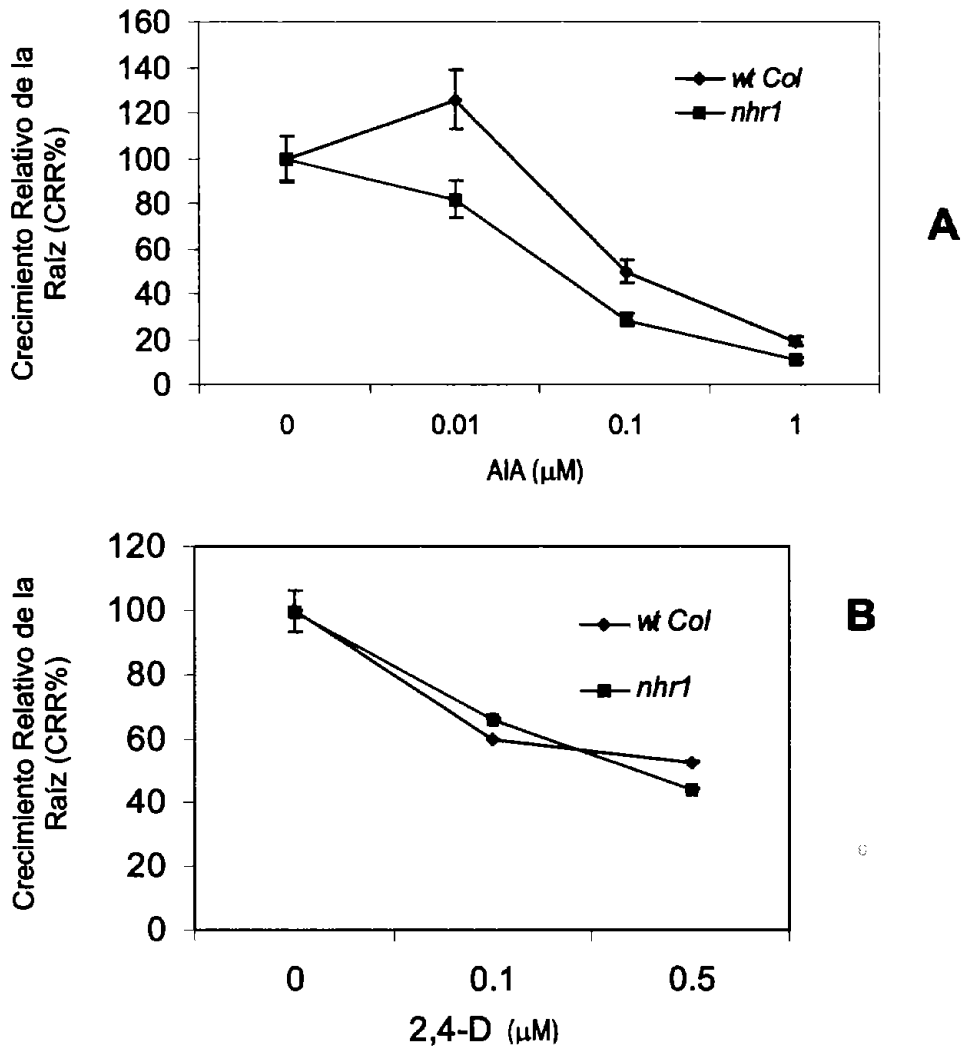 160
140
120
100
80
60
40
20
0
Crecimiento Relativo de la
Raíz (CRR%)
wt Col
nhr1
A
0 0.01 0.1 1
AIA (µM)
120
100
80
60
40
20
0
Crecimiento Relativo de la
Raíz (CRR%)
wt Col
nhr1
B
0 0.1 0.5
2,4-D (µM)